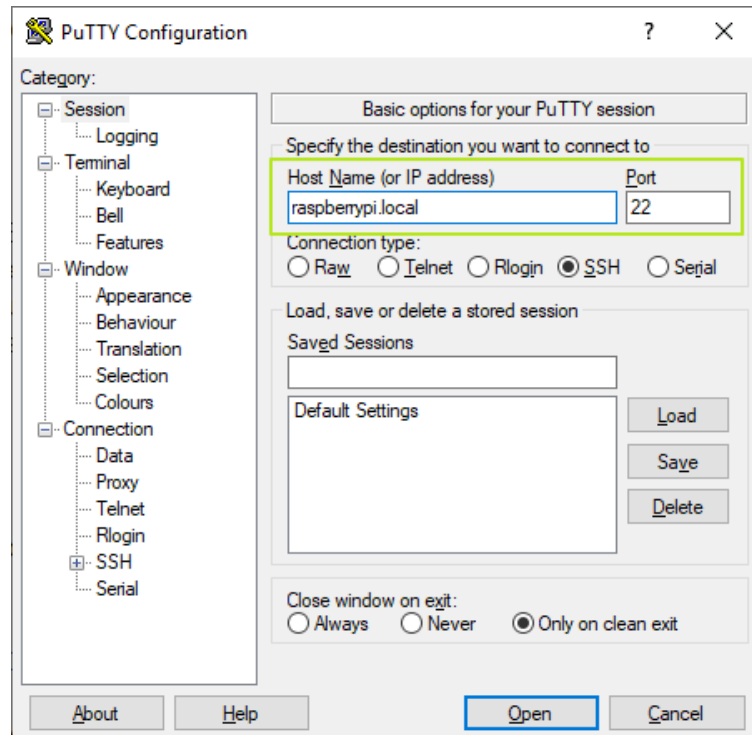 PuTTY Configuration
?
Category:
Session
Logging
Terminal
Keyboard
Bell
Features
Window
Appearance
Behaviour
Translation
Selection
Colours
Connection
Data
Proxy
Telnet
Rlogin
SSH
Serial
Basic options for your PuTTY session
Specify the destination you want to connect to
Host Name (or IP address) Port
raspberrypi.local 22
Connection type:
Raw Telnet Rlogin SSH Serial
Load, save or delete a stored session
Saved Sessions
Default Settings
Load
Save
Delete
Close window on exit:
Always Never Only on clean exit
About Help Open Cancel